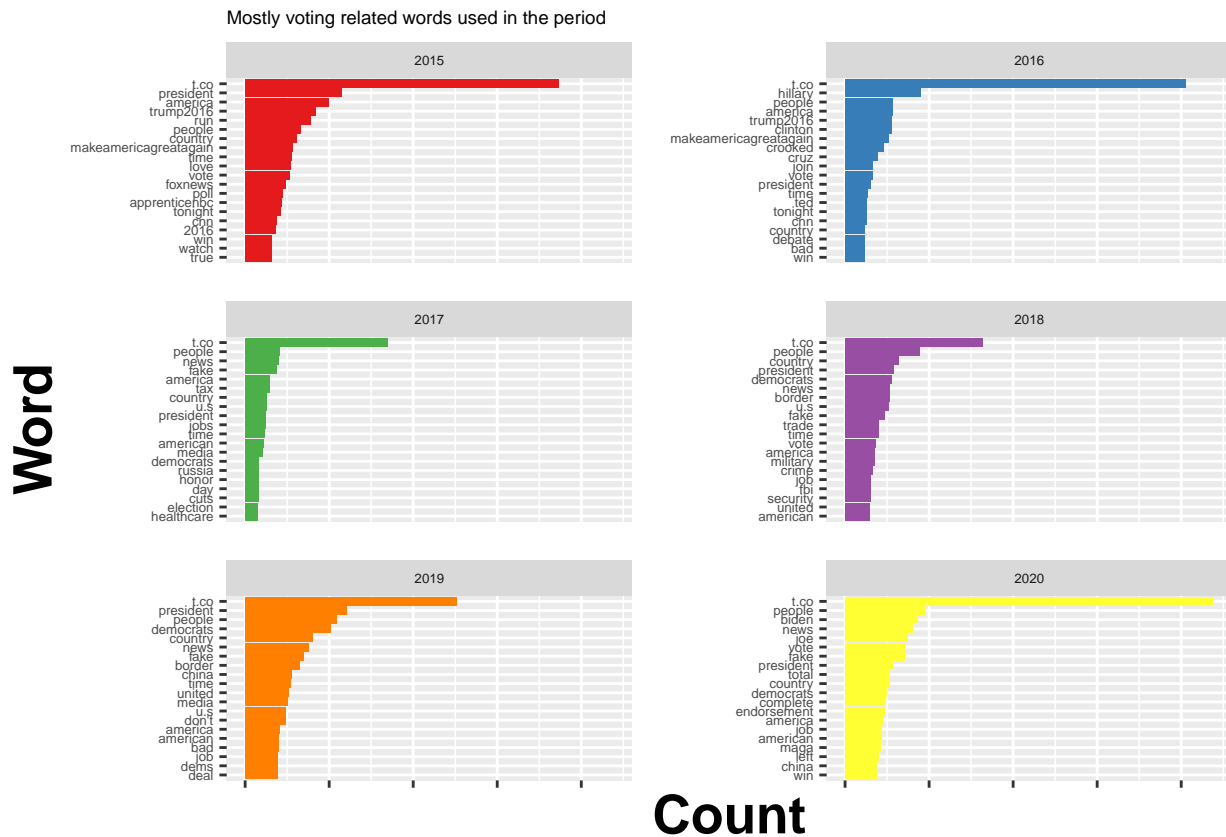 Mostly voting related words used in the period
2015
t.co
president
america
trump2016
run
people
country
makeamericagreatagain
time
love
vote
foxnews
poll
apprenticenbc
tonight
cnn
2016
win
watch
true
2016
t.co
hillary
people
america
trump2016
clinton
makeamericagreatagain
crooked
cruz
join
vote
president
time
ted
tonight
cnn
country
debate
bad
win
2017
t.co
people
news
fake
america
tax
country
u.s
president
jobs
time
american
media
democrats
russia
honor
day
cuts
election
healthcare
2018
t.co
people
country
president
democrats
news
border
u.s
fake
trade
time
vote
america
military
crime
job
fbi
security
united
american
2019
t.co
president
people
democrats
country
news
fake
border
china
time
united
media
u.s
don't
america
american
bad
job
dems
deal
2020
t.co
people
biden
news
joe
vote
fake
president
total
country
democrats
complete
endorsement
america
job
american
maga
left
china
win
Word
Count